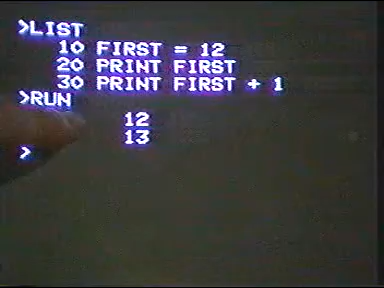 >LIST
10 FIRST = 12
20 PRINT FIRST
30 PRINT FIRST + 1
>RUN
12
13
>